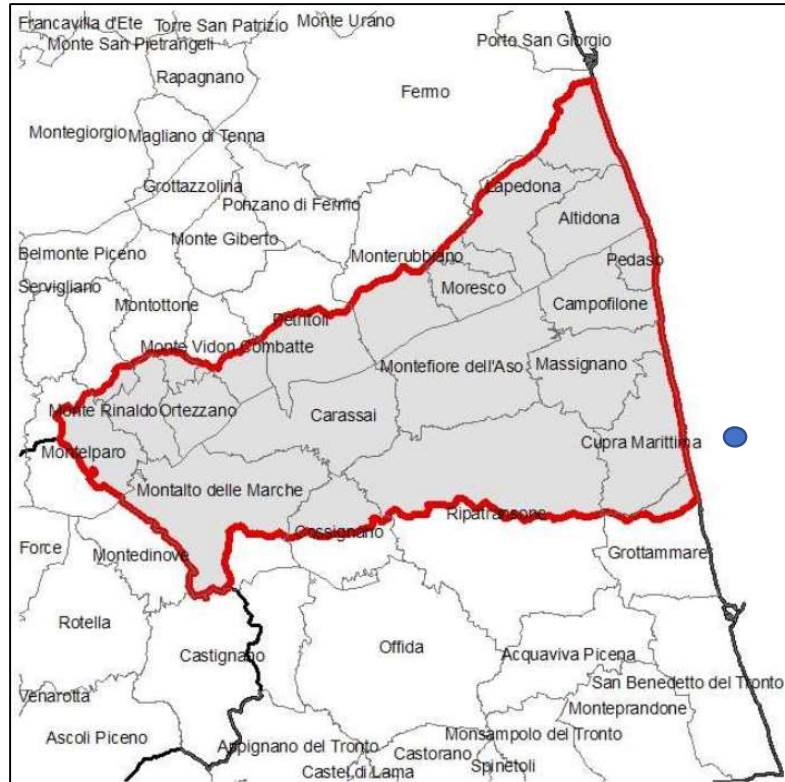 Francavilla d'Ete
Torre San Patrizio
Monte Urano
Monte San Pietrangeli
Porto San Giorgio
Rapagnano
Fermo
Montegiorgio
Magliano di Tenna
Grottazzolina
Lapedona
Ponzano di Fermo
Altidona
Monte Giberto
Belmonte Piceno
Monterubbiano
Pedaso
Servigliano
Moresco
Montottone
Campofilone
Petritoli
Monte Vidon Combatte
Montefiore dell'Aso
Massignano
Monte Rinaldo
Ortezzano
Carassai
Cupra Marittima
Montelparo
Montalto delle Marche
Cossignano
Ripatransone
Force
Montedinove
Grottammare
Rotella
Castignano
Offida
Acquaviva Picena
San Benedetto del Tronto
Venarotta
Monteprandone
Monsampolo del Tronto
Ascoli Piceno
Appignano del Tronto
Castorano
Spinetoli
Castel di Lama